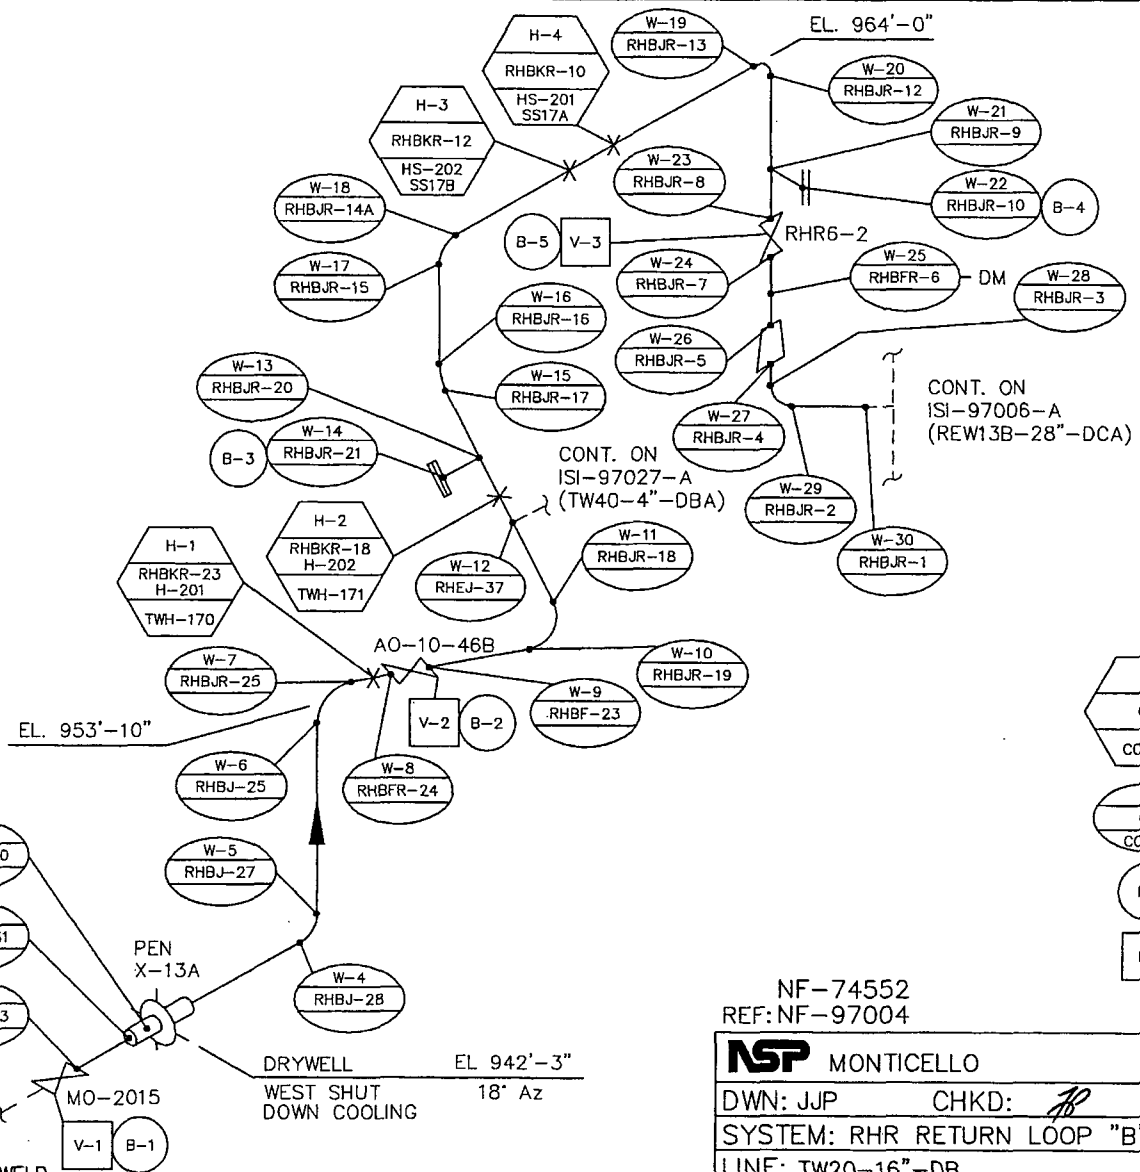 EL. 964'-0"
H-4
RHBKR-10
HS-201
SS17A
W-19
RHBJR-13
W-20
RHBJR-12
H-3
RHBKR-12
HS-202
SS17B
W-21
RHBJR-9
W-23
RHBJR-8
W-22
RHBJR-10
B-4
W-18
RHBJR-14A
B-5
V-3
RHR6-2
W-17
RHBJR-15
W-24
RHBJR-7
W-25
RHBFR-6
DM
W-28
RHBJR-3
W-16
RHBJR-16
W-26
RHBJR-5
W-13
RHBJR-20
W-15
RHBJR-17
CONT. ON
ISI-97006-A
(REW13B-28"-DCA)
W-27
RHBJR-4
B-3
W-14
RHBJR-21
CONT. ON
ISI-97027-A
(TW40-4"-DBA)
W-29
RHBJR-2
H-2
RHBKR-18
H-202
TWH-171
W-11
RHBJR-18
W-30
RHBJR-1
H-1
RHBKR-23
H-201
TWH-170
W-12
RHEJ-37
AO-10-46B
W-7
RHBJR-25
W-10
RHBJR-19
W-9
RHBF-23
V-2
B-2
EL. 953'-10"
W-6
RHBJ-25
W-8
RHBFR-24
W-5
RHBJ-27
PEN
X-13A
W-4
RHBJ-28
NF-74552
REF: NF-97004
DRYWELL EL 942'-3"
WEST SHUT 18° Az
DOWN COOLING
MO-2015
V-1
B-1
NSP MONTICELLO
DWN: JJP CHKD:
SYSTEM: RHR RETURN LOOP "B"
LINE: TW20-16"-DB